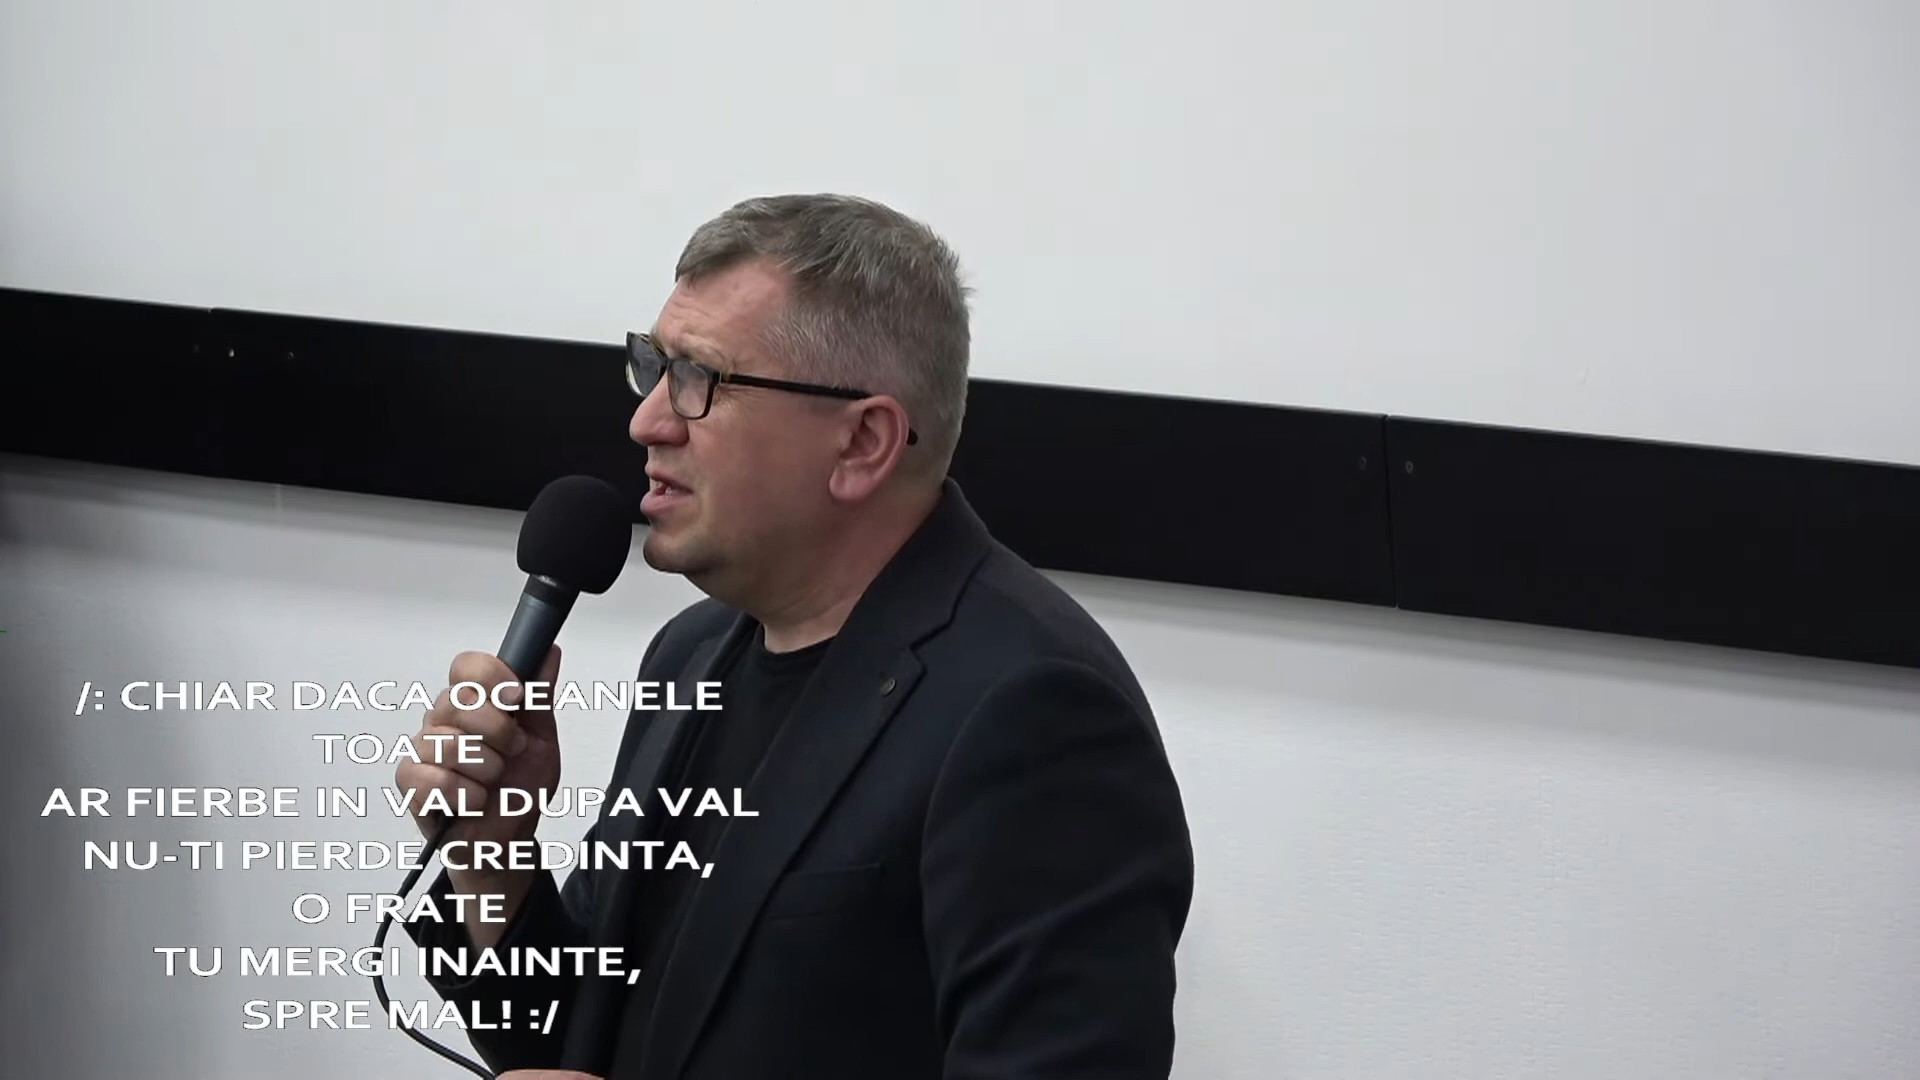 /: CHIAR DACA OCEANELE
TOATE
AR FIERBE IN VAL DUPA VAL
NU-TI PIERDE CREDINTA,
O FRATE
TU MERGI INAINTE,
SPRE MAL! :/